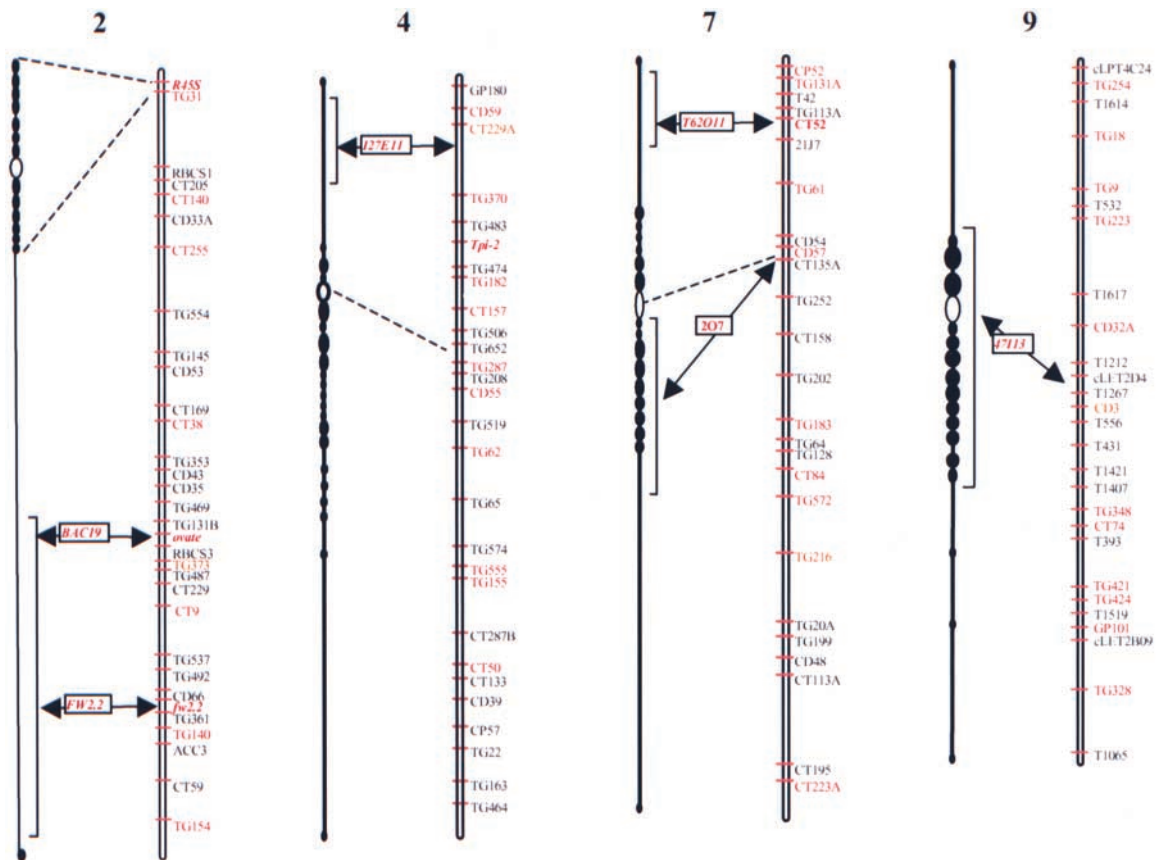 2
R45S
TG31
RBCS1
CT205
CT140
CD33A
CT255
TG554
TG145
CD53
CT169
CT38
TG353
CD43
CD35
TG469
TG131B
BAC19
ovate
RBCS3
TG373
TG487
CT229
CT9
TG537
TG492
CD66
FW2.2
fw2.2
TG361
TG140
ACC3
CT59
TG154
4
GP180
CD59
CT229A
I27E11
TG370
TG483
Tpi-2
TG474
TG182
CT157
TG506
TG652
TG287
TG208
CD55
TG519
TG62
TG65
TG574
TG555
TG155
CT287B
CT50
CT133
CD39
CP57
TG22
TG163
TG464
7
CP52
TG131A
T42
TG113A
T62O11
CT52
21J7
TG61
CD54
CD57
CT135A
TG252
2O7
CT158
TG202
TG183
TG64
TG128
CT84
TG572
TG216
TG20A
TG199
CD48
CT113A
CT195
CT223A
9
cLPT4C24
TG254
T1614
TG18
TG9
T532
TG223
T1617
CD32A
47I13
T1212
cLET2D4
T1267
CD3
T556
T431
T1421
T1407
TG348
CT74
T393
TG421
TG424
T1519
GP101
cLET2B09
TG328
T1065